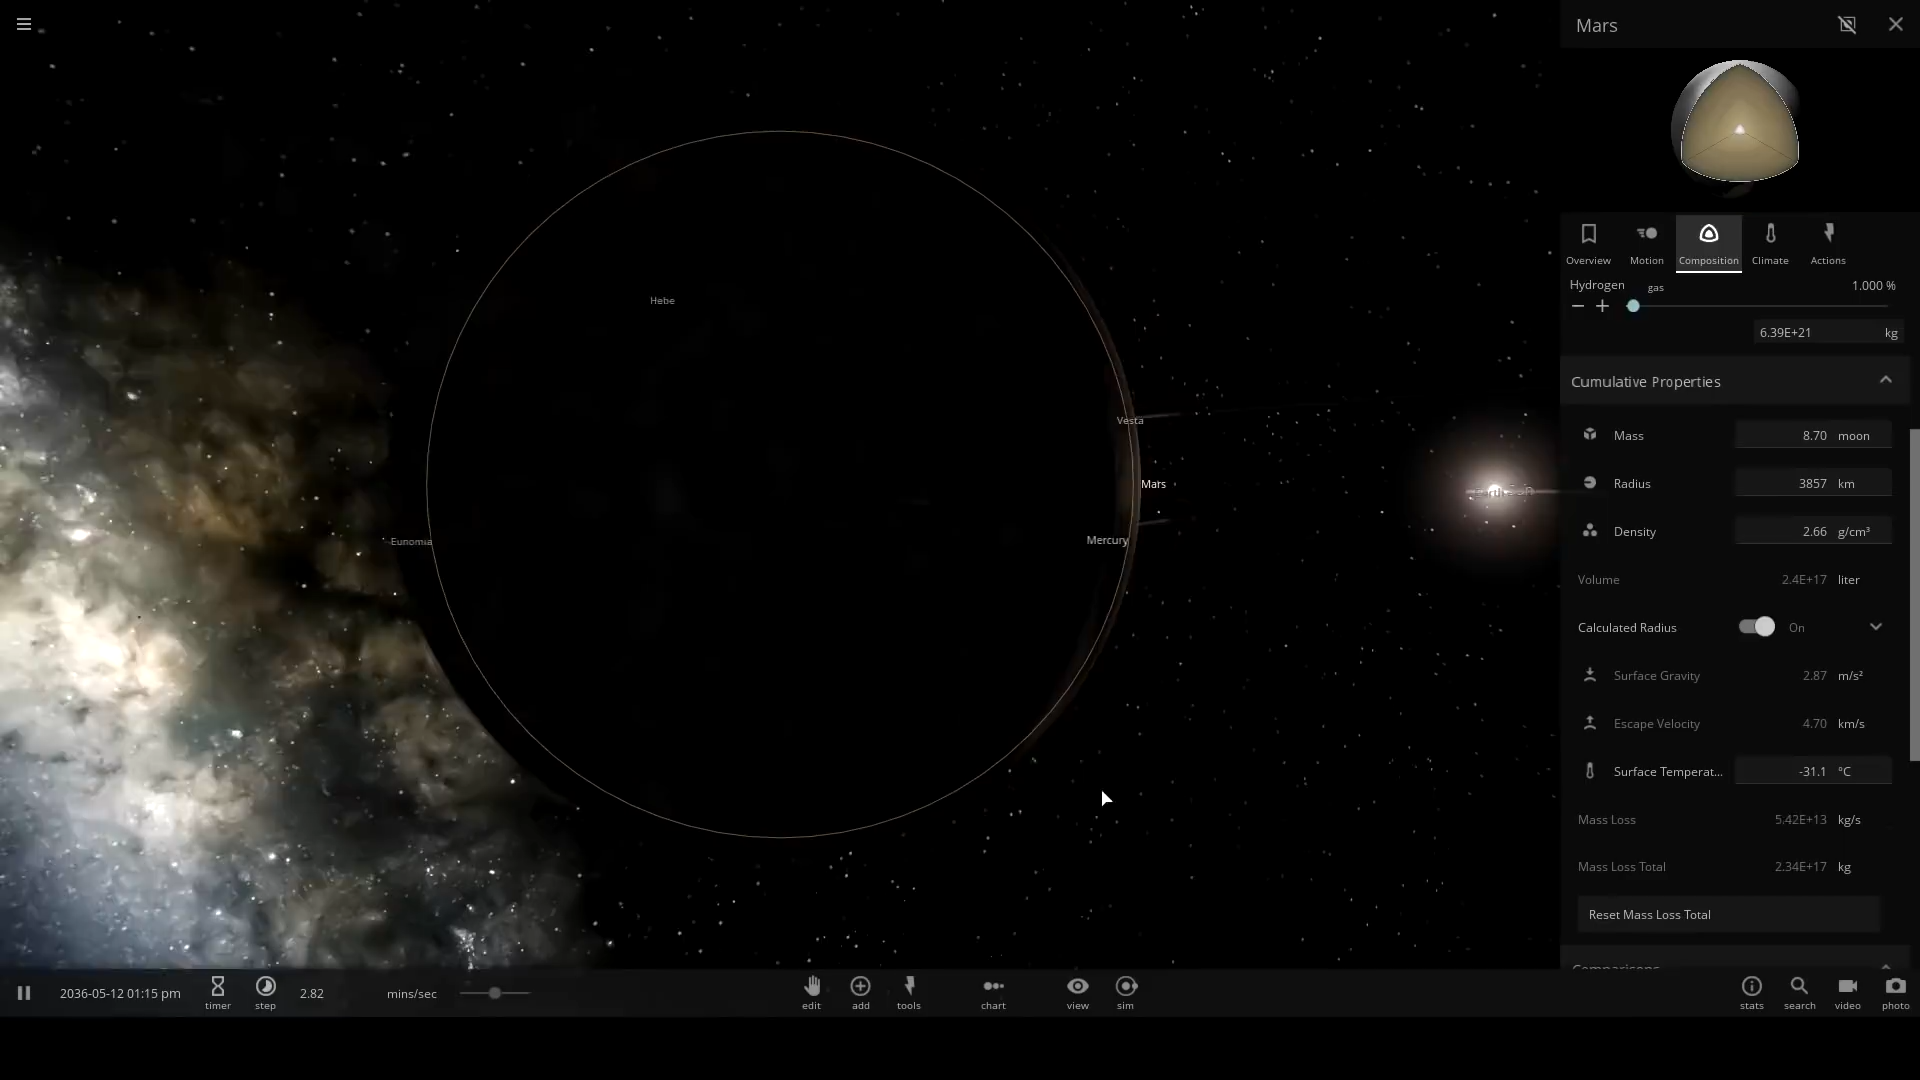 Mars
Overview
Motion
Composition
Climate
Actions
Hydrogen gas 1.000 %
6.39E+21 kg
Cumulative Properties
Mass 8.70 moon
Radius 3857 km
Density 2.66 g/cm³
Volume 2.4E+17 liter
Calculated Radius On
Surface Gravity 2.87 m/s²
Escape Velocity 4.70 km/s
Surface Temperat... -31.1 °C
Mass Loss 5.42E+13 kg/s
Mass Loss Total 2.34E+17 kg
Reset Mass Loss Total
Comparisons
Hebe
Vesta
Mars
Eunomia
Mercury
2036-05-12 01:15 pm
timer
step
2.82 mins/sec
edit
add
tools
chart
view
sim
stats
search
video
photo